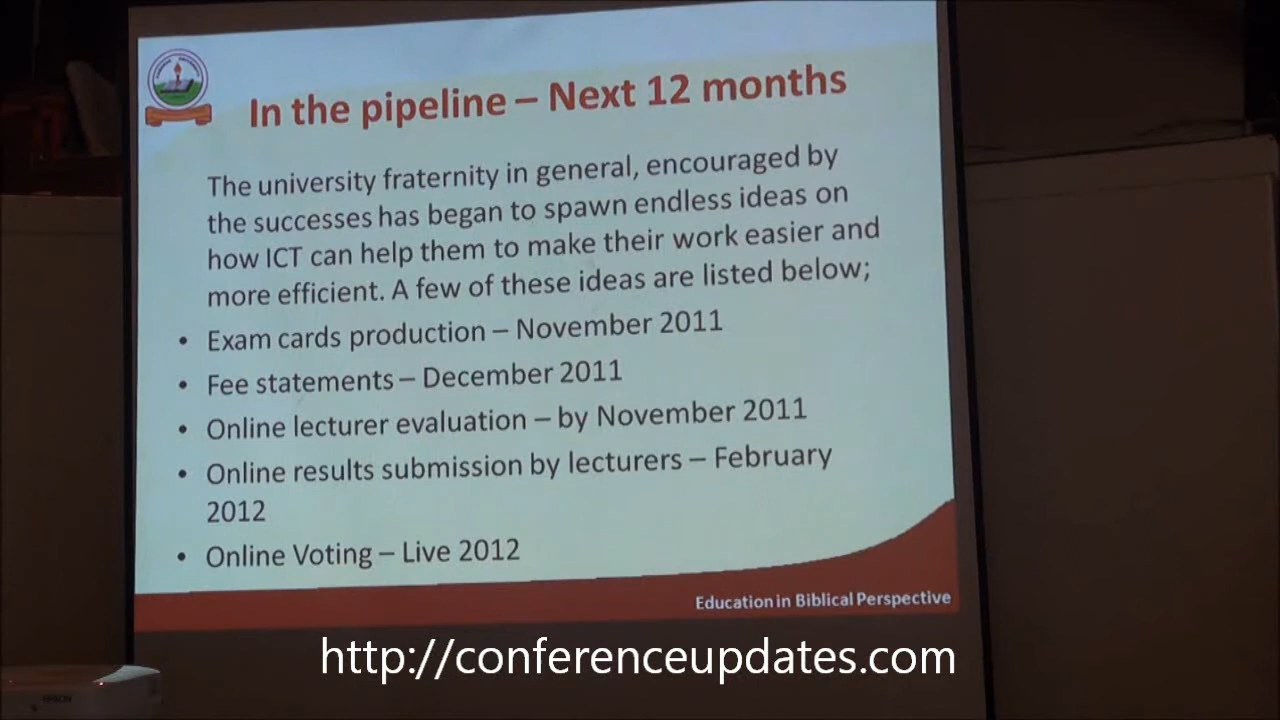 In the pipeline – Next 12 months
The university fraternity in general, encouraged by
the successes has began to spawn endless ideas on
how ICT can help them to make their work easier and
more efficient. A few of these ideas are listed below;
• Exam cards production – November 2011
• Fee statements – December 2011
• Online lecturer evaluation – by November 2011
• Online results submission by lecturers – February
2012
• Online Voting – Live 2012
Education in Biblical Perspective
http://conferenceupdates.com
EPSON